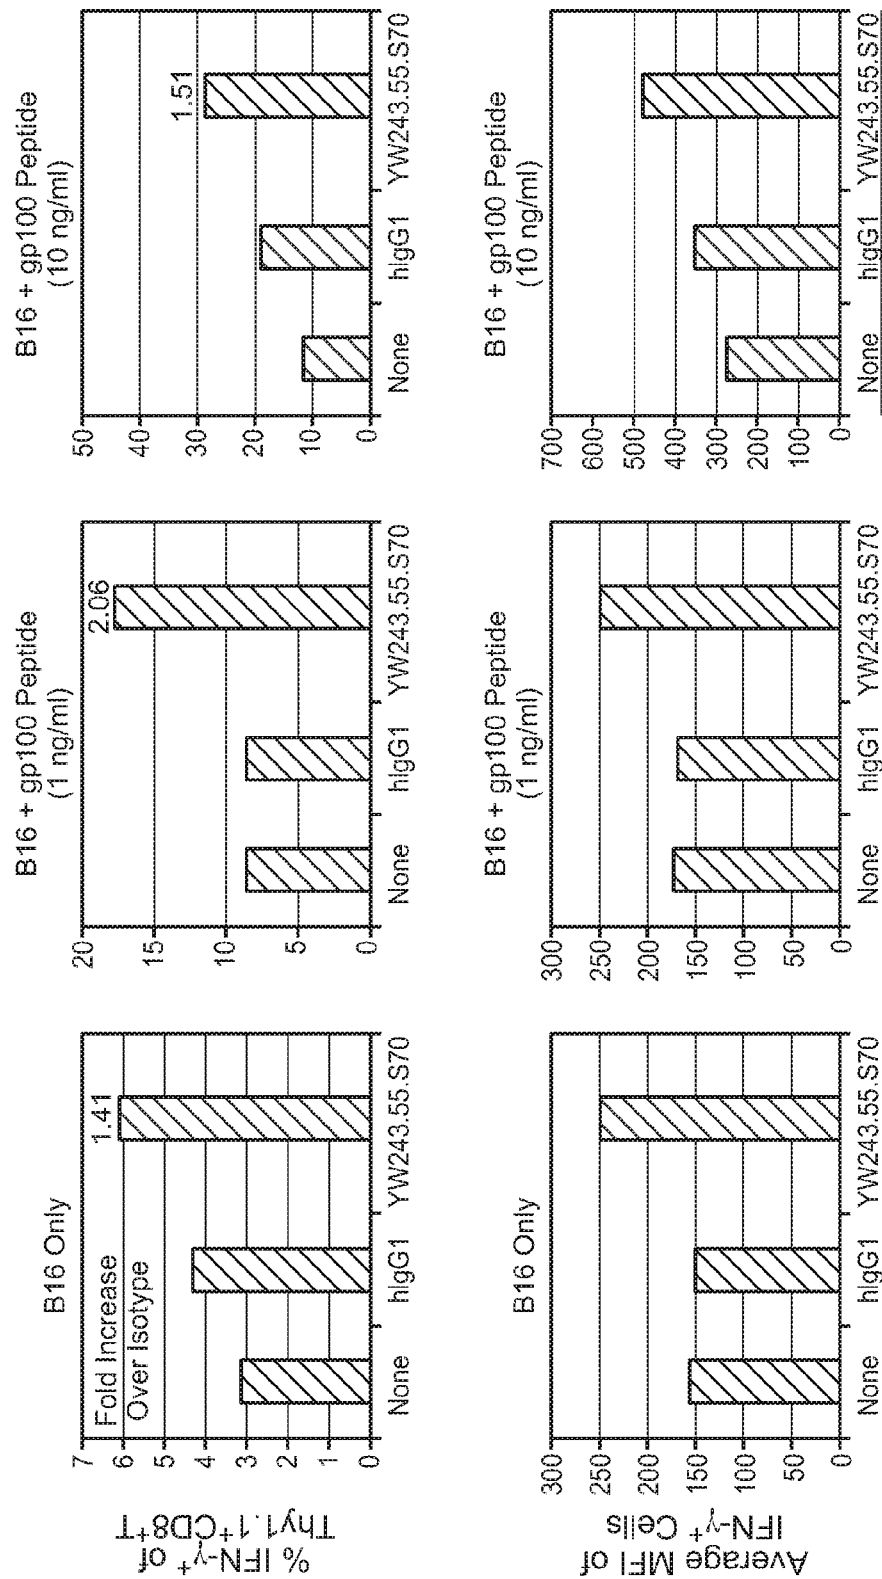 B16 Only
Fold Increase
Over Isotype
1.41
% IFN-γ⁺ of
Thy1.1⁺CD8⁺T
7
6
5
4
3
2
1
0
None hIgG1 YW243.55.S70
B16 + gp100 Peptide
(1 ng/ml)
2.06
20
15
10
5
0
None hIgG1 YW243.55.S70
B16 + gp100 Peptide
(10 ng/ml)
1.51
50
40
30
20
10
0
None hIgG1 YW243.55.S70
B16 Only
Average MFI of
IFN-γ⁺ Cells
300
250
200
150
100
50
0
None hIgG1 YW243.55.S70
B16 + gp100 Peptide
(1 ng/ml)
300
250
200
150
100
50
0
None hIgG1 YW243.55.S70
B16 + gp100 Peptide
(10 ng/ml)
700
600
500
400
300
200
100
0
None hIgG1 YW243.55.S70